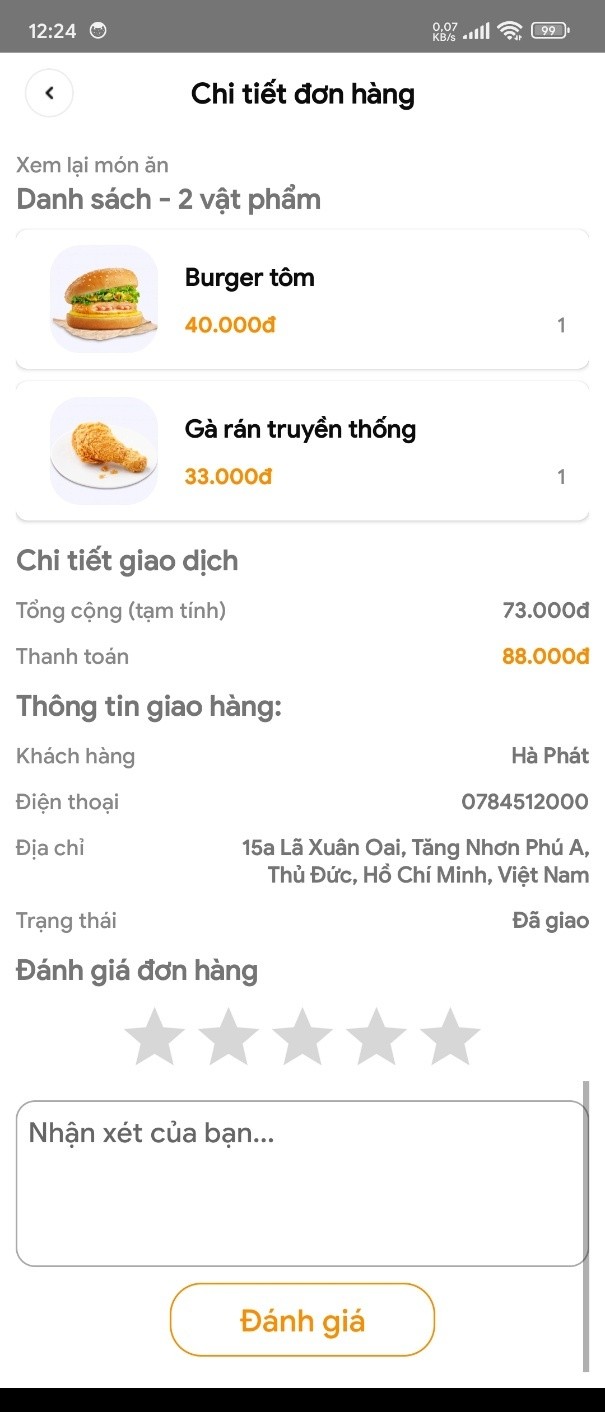 12:24
0.07
KB/s
99
Chi tiết đơn hàng
Xem lại món ăn
Danh sách - 2 vật phẩm
Burger tôm
40.000đ
1
Gà rán truyền thống
33.000đ
1
Chi tiết giao dịch
Tổng cộng (tạm tính)
73.000đ
Thanh toán
88.000đ
Thông tin giao hàng:
Khách hàng
Hà Phát
Điện thoại
0784512000
Địa chỉ
15a Lã Xuân Oai, Tăng Nhơn Phú A,
Thủ Đức, Hồ Chí Minh, Việt Nam
Trạng thái
Đã giao
Đánh giá đơn hàng
Nhận xét của bạn...
Đánh giá